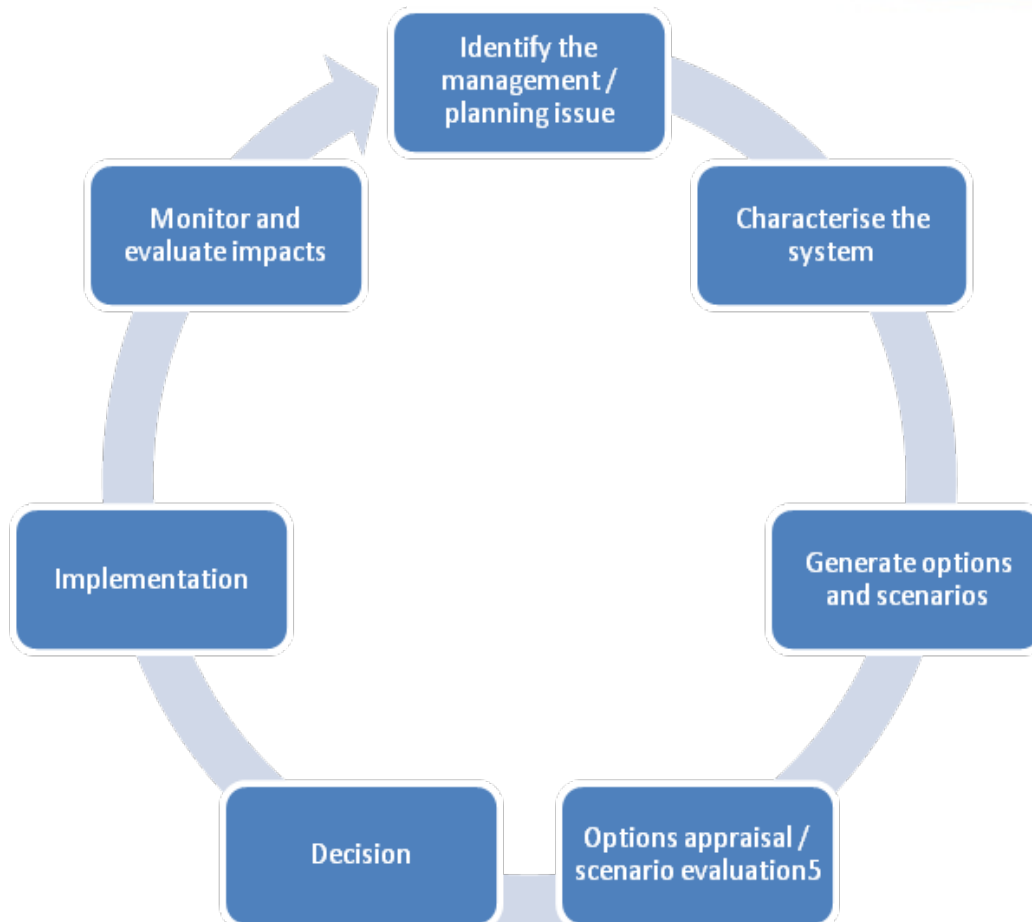 Identify the
management /
planning issue
Characterise the
system
Generate options
and scenarios
Options appraisal /
scenario evaluation5
Decision
Implementation
Monitor and
evaluate impacts